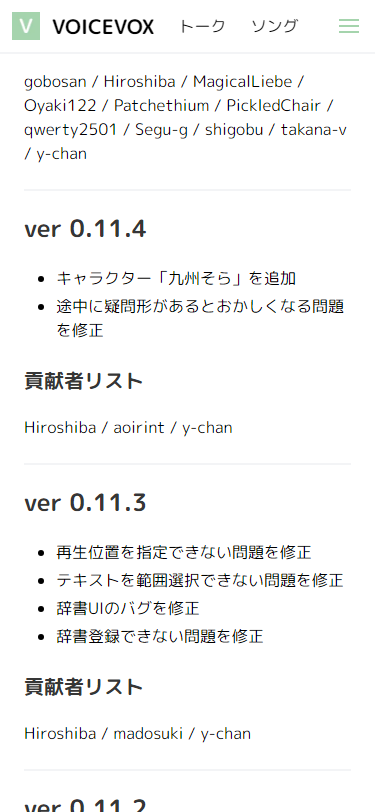 V VOICEVOX トーク ソング
gobosan / Hiroshiba / MagicalLiebe /
Oyaki122 / Patchethium / PickledChair /
qwerty2501 / Segu-g / shigobu / takana-v
/ y-chan
ver 0.11.4
キャラクター「九州そら」を追加
途中に疑問形があるとおかしくなる問題
を修正
貢献者リスト
Hiroshiba / aoirint / y-chan
ver 0.11.3
再生位置を指定できない問題を修正
テキストを範囲選択できない問題を修正
辞書UIのバグを修正
辞書登録できない問題を修正
貢献者リスト
Hiroshiba / madosuki / y-chan
ver 0.11.2